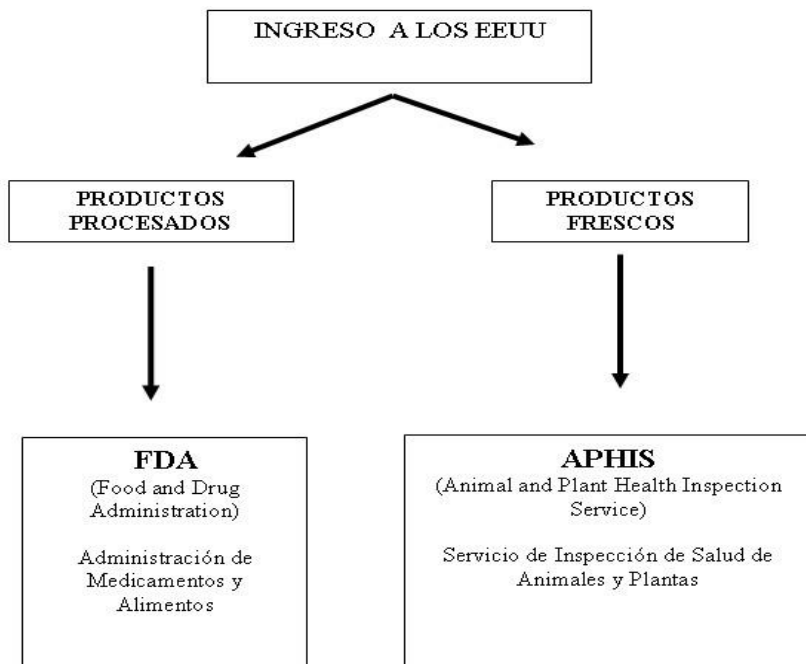 INGRESO A LOS EEUU
PRODUCTOS
PROCESADOS
PRODUCTOS
FRESCOS
FDA
(Food and Drug
Administration)
Administración de
Medicamentos y
Alimentos
APHIS
(Animal and Plant Health Inspection
Service)
Servicio de Inspección de Salud de
Animales y Plantas